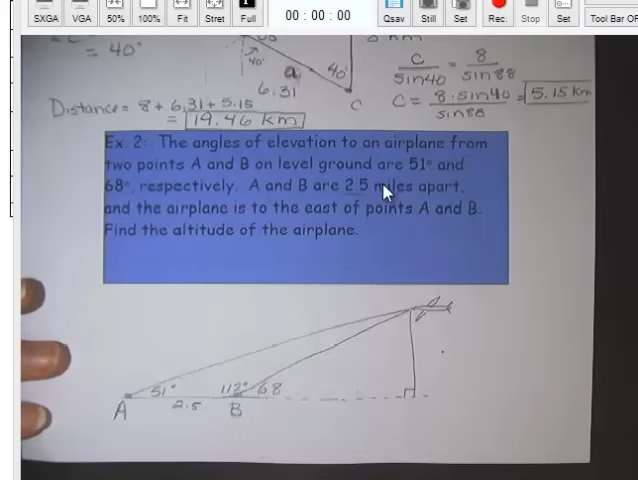 SXGA VGA 50% 100% Fit Stret Full 00 : 00 : 00 Qsav Still Set Rec. Stop Set Tool Bar OF
= 40°
40°
40°
a
6.31
C
C/sin40 = 8/sin88
C = 8·sin40/sin88 = 5.15 km
Distance = 8 + 6.31 + 5.15
= 19.46 km
Ex. 2: The angles of elevation to an airplane from
two points A and B on level ground are 51° and
68°, respectively. A and B are 2.5 miles apart,
and the airplane is to the east of points A and B.
Find the altitude of the airplane.
51° 112° 68
A 2.5 B